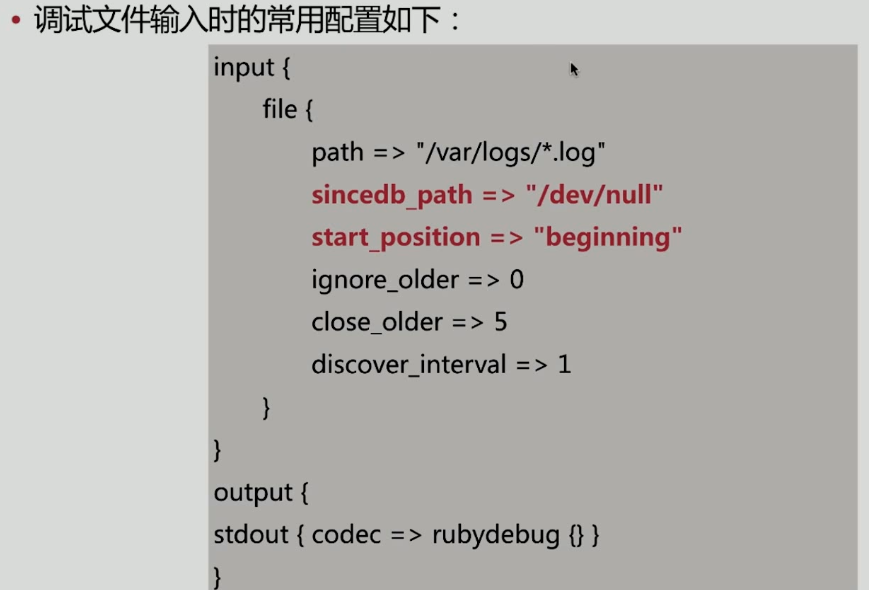 • 调试文件输入时的常用配置如下：
input {
file {
path => "/var/logs/*.log"
sincedb_path => "/dev/null"
start_position => "beginning"
ignore_older => 0
close_older => 5
discover_interval => 1
}
}
output {
stdout { codec => rubydebug {} }
}